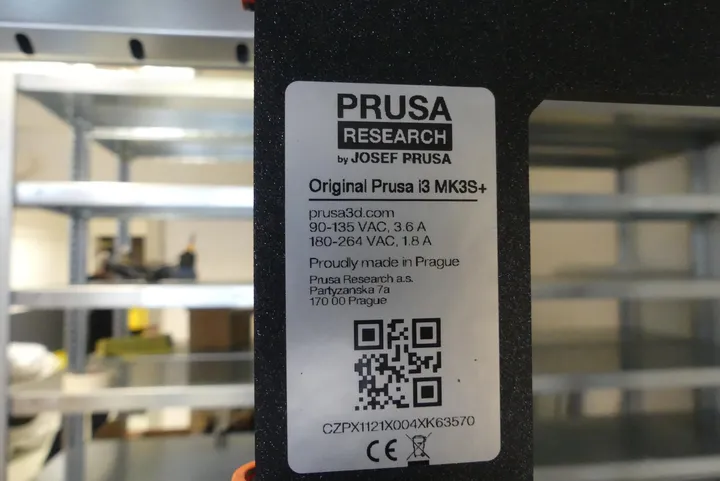 PRUSA
RESEARCH
by JOSEF PRUSA
Original Prusa i3 MK3S+
prusa3d.com
90-135 VAC, 3.6 A
180-264 VAC, 1.8 A
Proudly made in Prague
Prusa Research a.s.
Partyzanska 7a
170 00 Prague
CZPX1121X004XK63570
CE